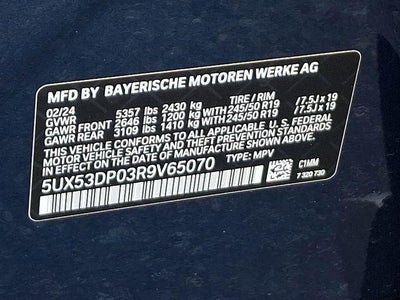 MFD BY BAYERISCHE MOTOREN WERKE AG
02/24 TIRE / RIM
GVWR 5357 lbs 2430 kg
GAWR FRONT 2646 lbs 1200 kg 245/50 R19 / 7.5J x 19
GAWR REAR 3109 lbs 1410 kg 245/50 R19 / 7.5J x 19
THIS VEHICLE CONFORMS TO ALL APPLICABLE U. S. FEDERAL
MOTOR VEHICLE SAFETY AND THEFT PREVENTION STANDARDS
IN EFFECT ON THE DATE OF MANUFACTURE SHOWN ABOVE.
5UX53DP03R9V65070 TYPE: MPV
C1MM
7 320 730